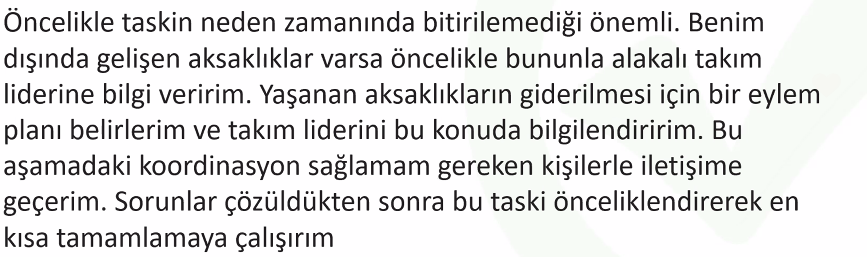 Öncelikle taskin neden zamanında bitirilemediği önemli. Benim
dışında gelişen aksaklıklar varsa öncelikle bununla alakalı takım
liderine bilgi veririm. Yaşanan aksaklıkların giderilmesi için bir eylem
planı belirlerim ve takım liderini bu konuda bilgilendiririm. Bu
aşamadaki koordinasyon sağlamam gereken kişilerle iletişime
geçerim. Sorunlar çözüldükten sonra bu taski önceliklendirerek en
kısa tamamlamaya çalışırım